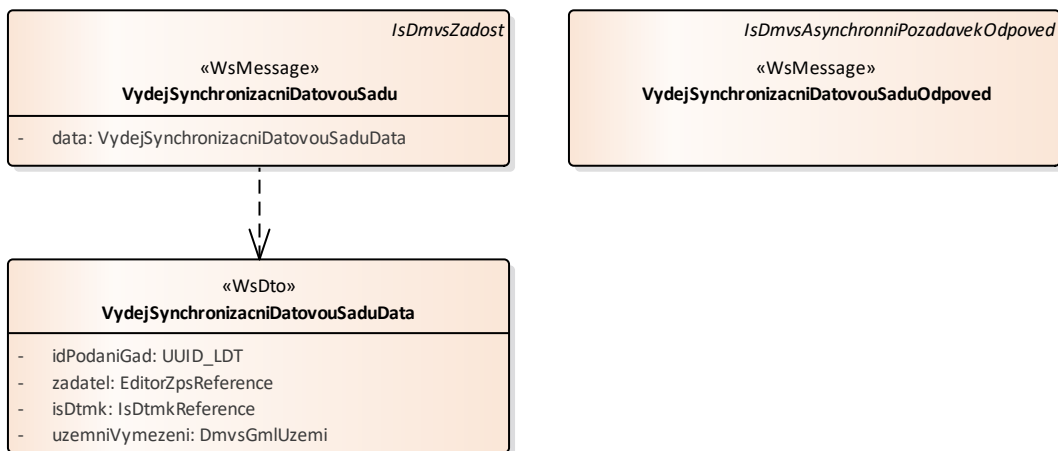 IsDmvsZadost
«WsMessage»
VydejSynchronizacniDatovouSadu
- data: VydejSynchronizacniDatovouSaduData
IsDmvsAsynchronniPozadavekOdpoved
«WsMessage»
VydejSynchronizacniDatovouSaduOdpoved
«WsDto»
VydejSynchronizacniDatovouSaduData
- idPodaniGad: UUID_LDT
- zadatel: EditorZpsReference
- isDtmk: IsDtmkReference
- uzemniVymezeni: DmvsGmlUzemi